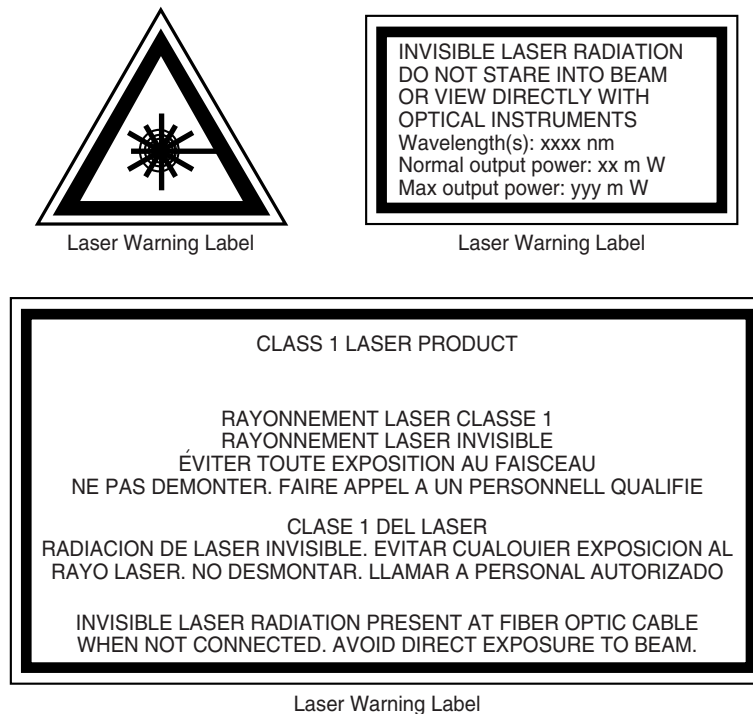 Laser Warning Label
INVISIBLE LASER RADIATION
DO NOT STARE INTO BEAM
OR VIEW DIRECTLY WITH
OPTICAL INSTRUMENTS
Wavelength(s): xxxx nm
Normal output power: xx m W
Max output power: yyy m W
Laser Warning Label
CLASS 1 LASER PRODUCT
RAYONNEMENT LASER CLASSE 1
RAYONNEMENT LASER INVISIBLE
ÉVITER TOUTE EXPOSITION AU FAISCEAU
NE PAS DEMONTER. FAIRE APPEL A UN PERSONNELL QUALIFIE
CLASE 1 DEL LASER
RADIACION DE LASER INVISIBLE. EVITAR CUALOUIER EXPOSICION AL
RAYO LASER. NO DESMONTAR. LLAMAR A PERSONAL AUTORIZADO
INVISIBLE LASER RADIATION PRESENT AT FIBER OPTIC CABLE
WHEN NOT CONNECTED. AVOID DIRECT EXPOSURE TO BEAM.
Laser Warning Label